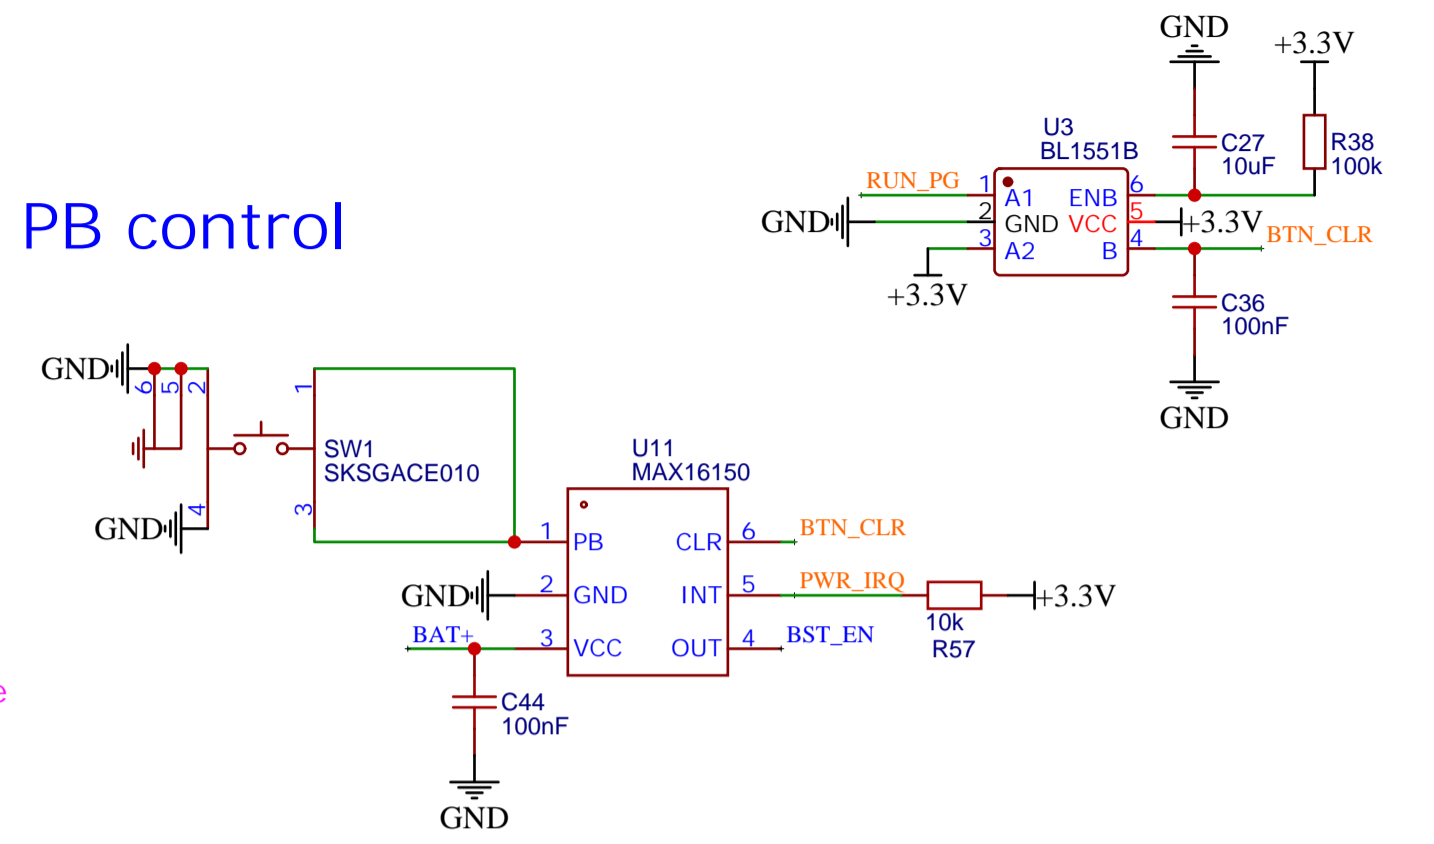 GND
+3.3V
U3
BL1551B
C27
10uF
R38
100k
RUN_PG
1
A1
ENB
6
GND
2
GND
VCC
5
+3.3V
3
A2
B
4
BTN_CLR
+3.3V
C36
100nF
GND
PB control
GND
6
5
2
1
SW1
SKSGACE010
GND
4
3
U11
MAX16150
1
PB
CLR
6
BTN_CLR
GND
2
GND
INT
5
PWR_IRQ
+3.3V
10k
R57
BAT+
3
VCC
OUT
4
BST_EN
C44
100nF
GND
e